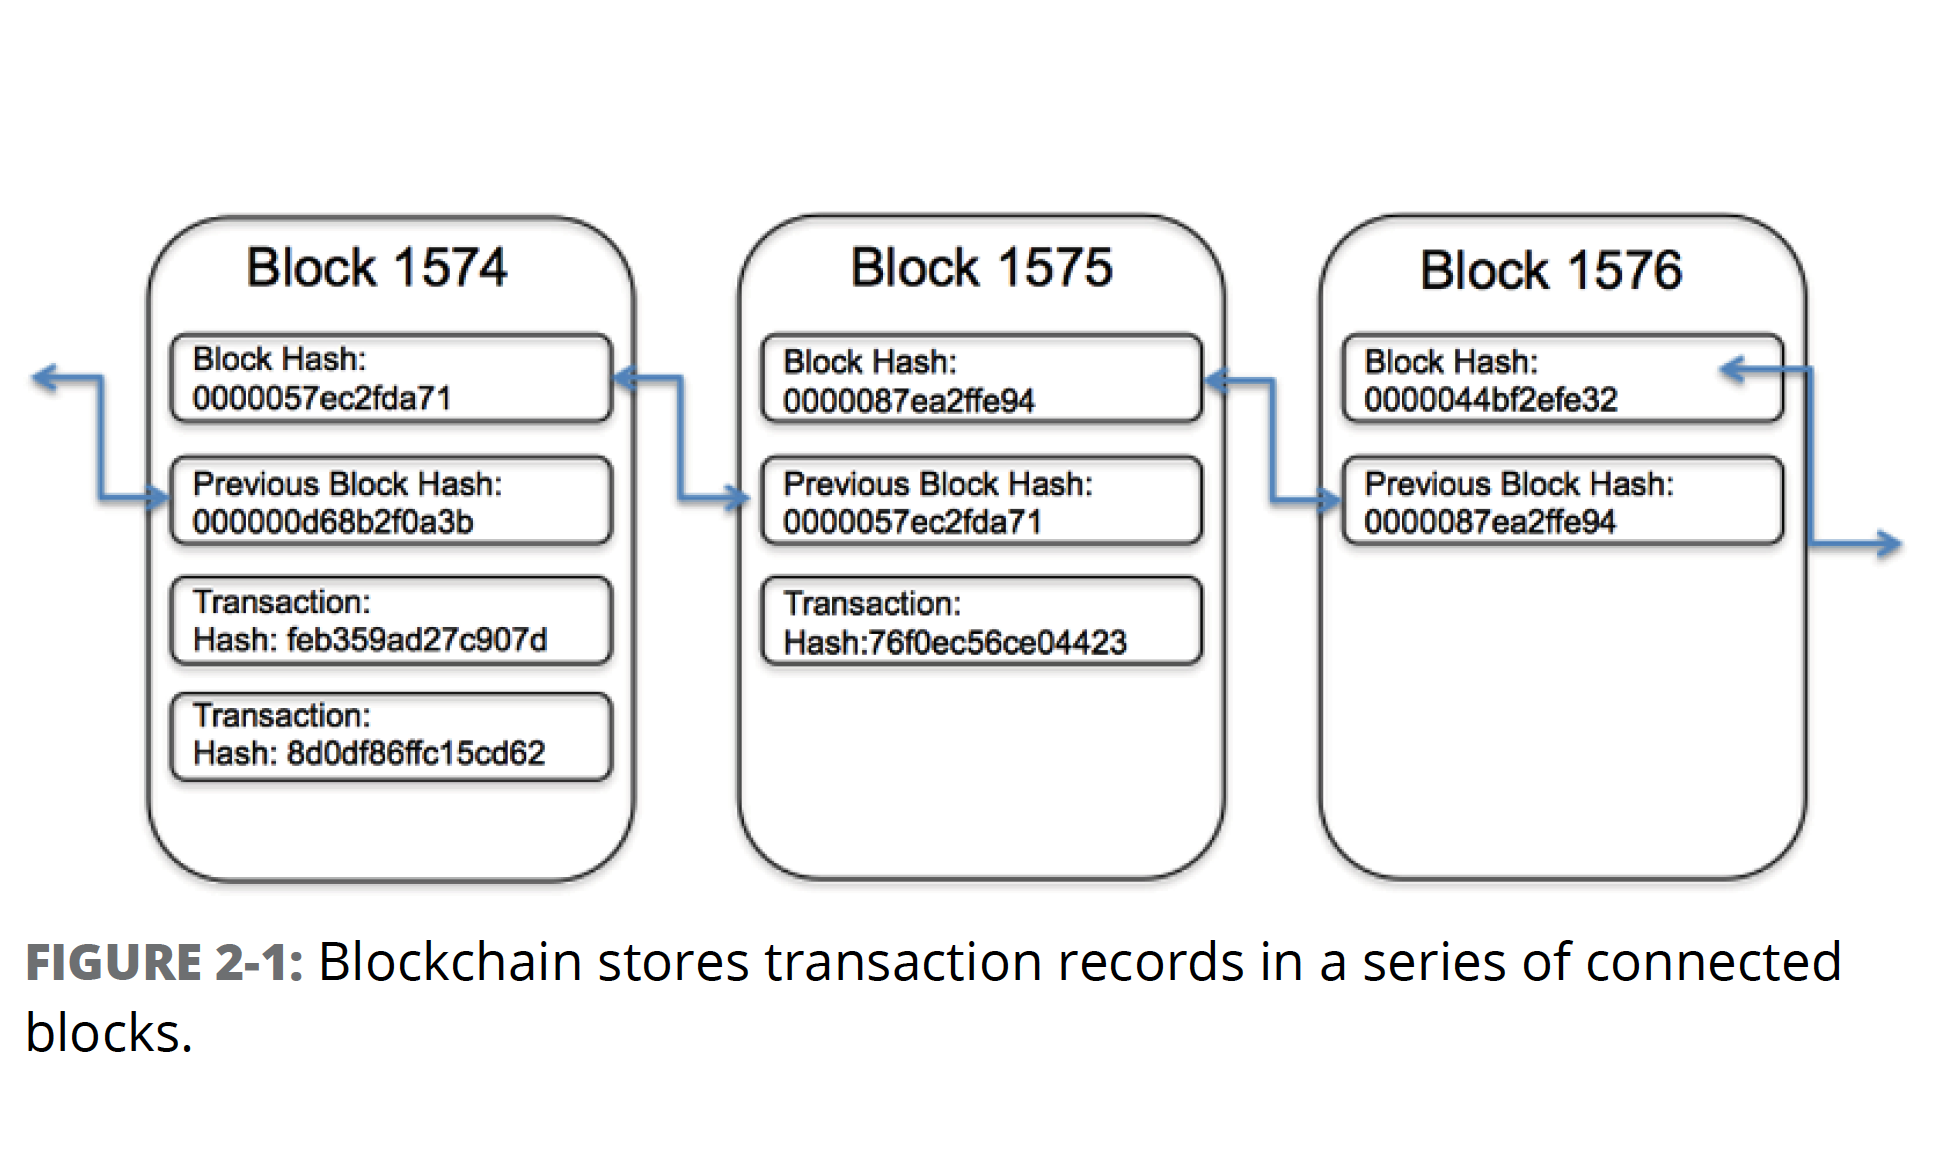 Block 1574
Block Hash:
0000057ec2fda71
Previous Block Hash:
000000d68b2f0a3b
Transaction:
Hash: feb359ad27c907d
Transaction:
Hash: 8d0df86ffc15cd62
Block 1575
Block Hash:
0000087ea2ffe94
Previous Block Hash:
0000057ec2fda71
Transaction:
Hash:76f0ec56ce04423
Block 1576
Block Hash:
0000044bf2efe32
Previous Block Hash:
0000087ea2ffe94
FIGURE 2-1: Blockchain stores transaction records in a series of connected
blocks.